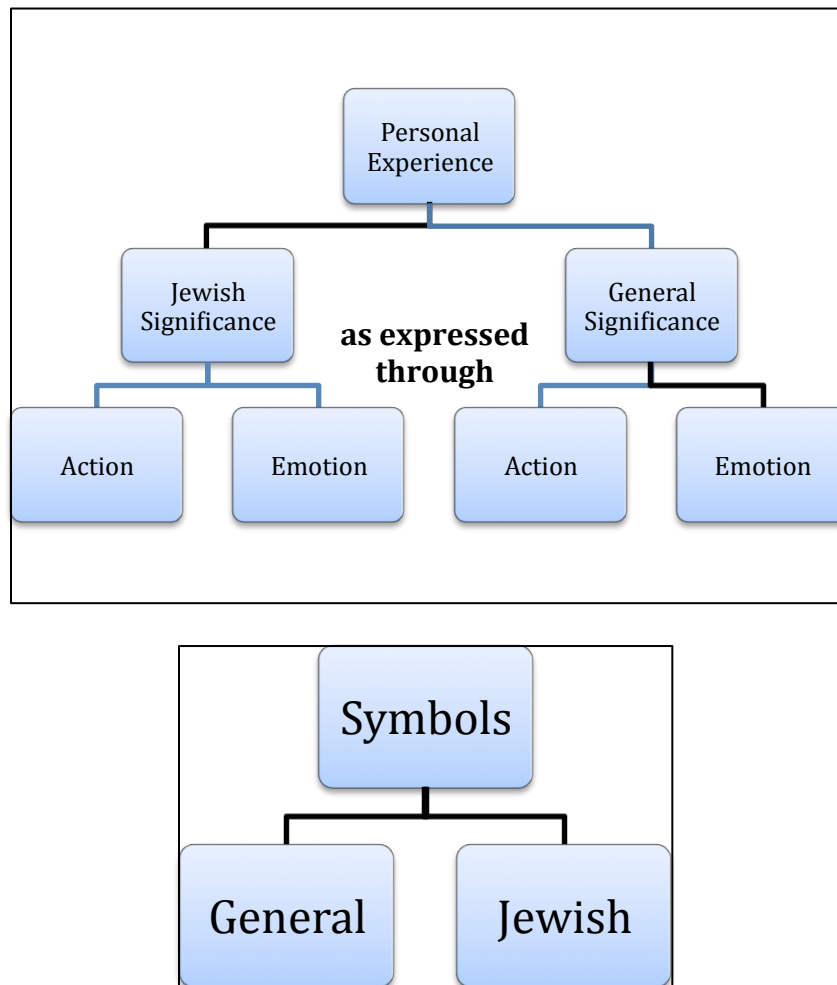 Personal
Experience
Jewish
Significance
General
Significance
as expressed
through
Action
Emotion
Action
Emotion
Symbols
General
Jewish